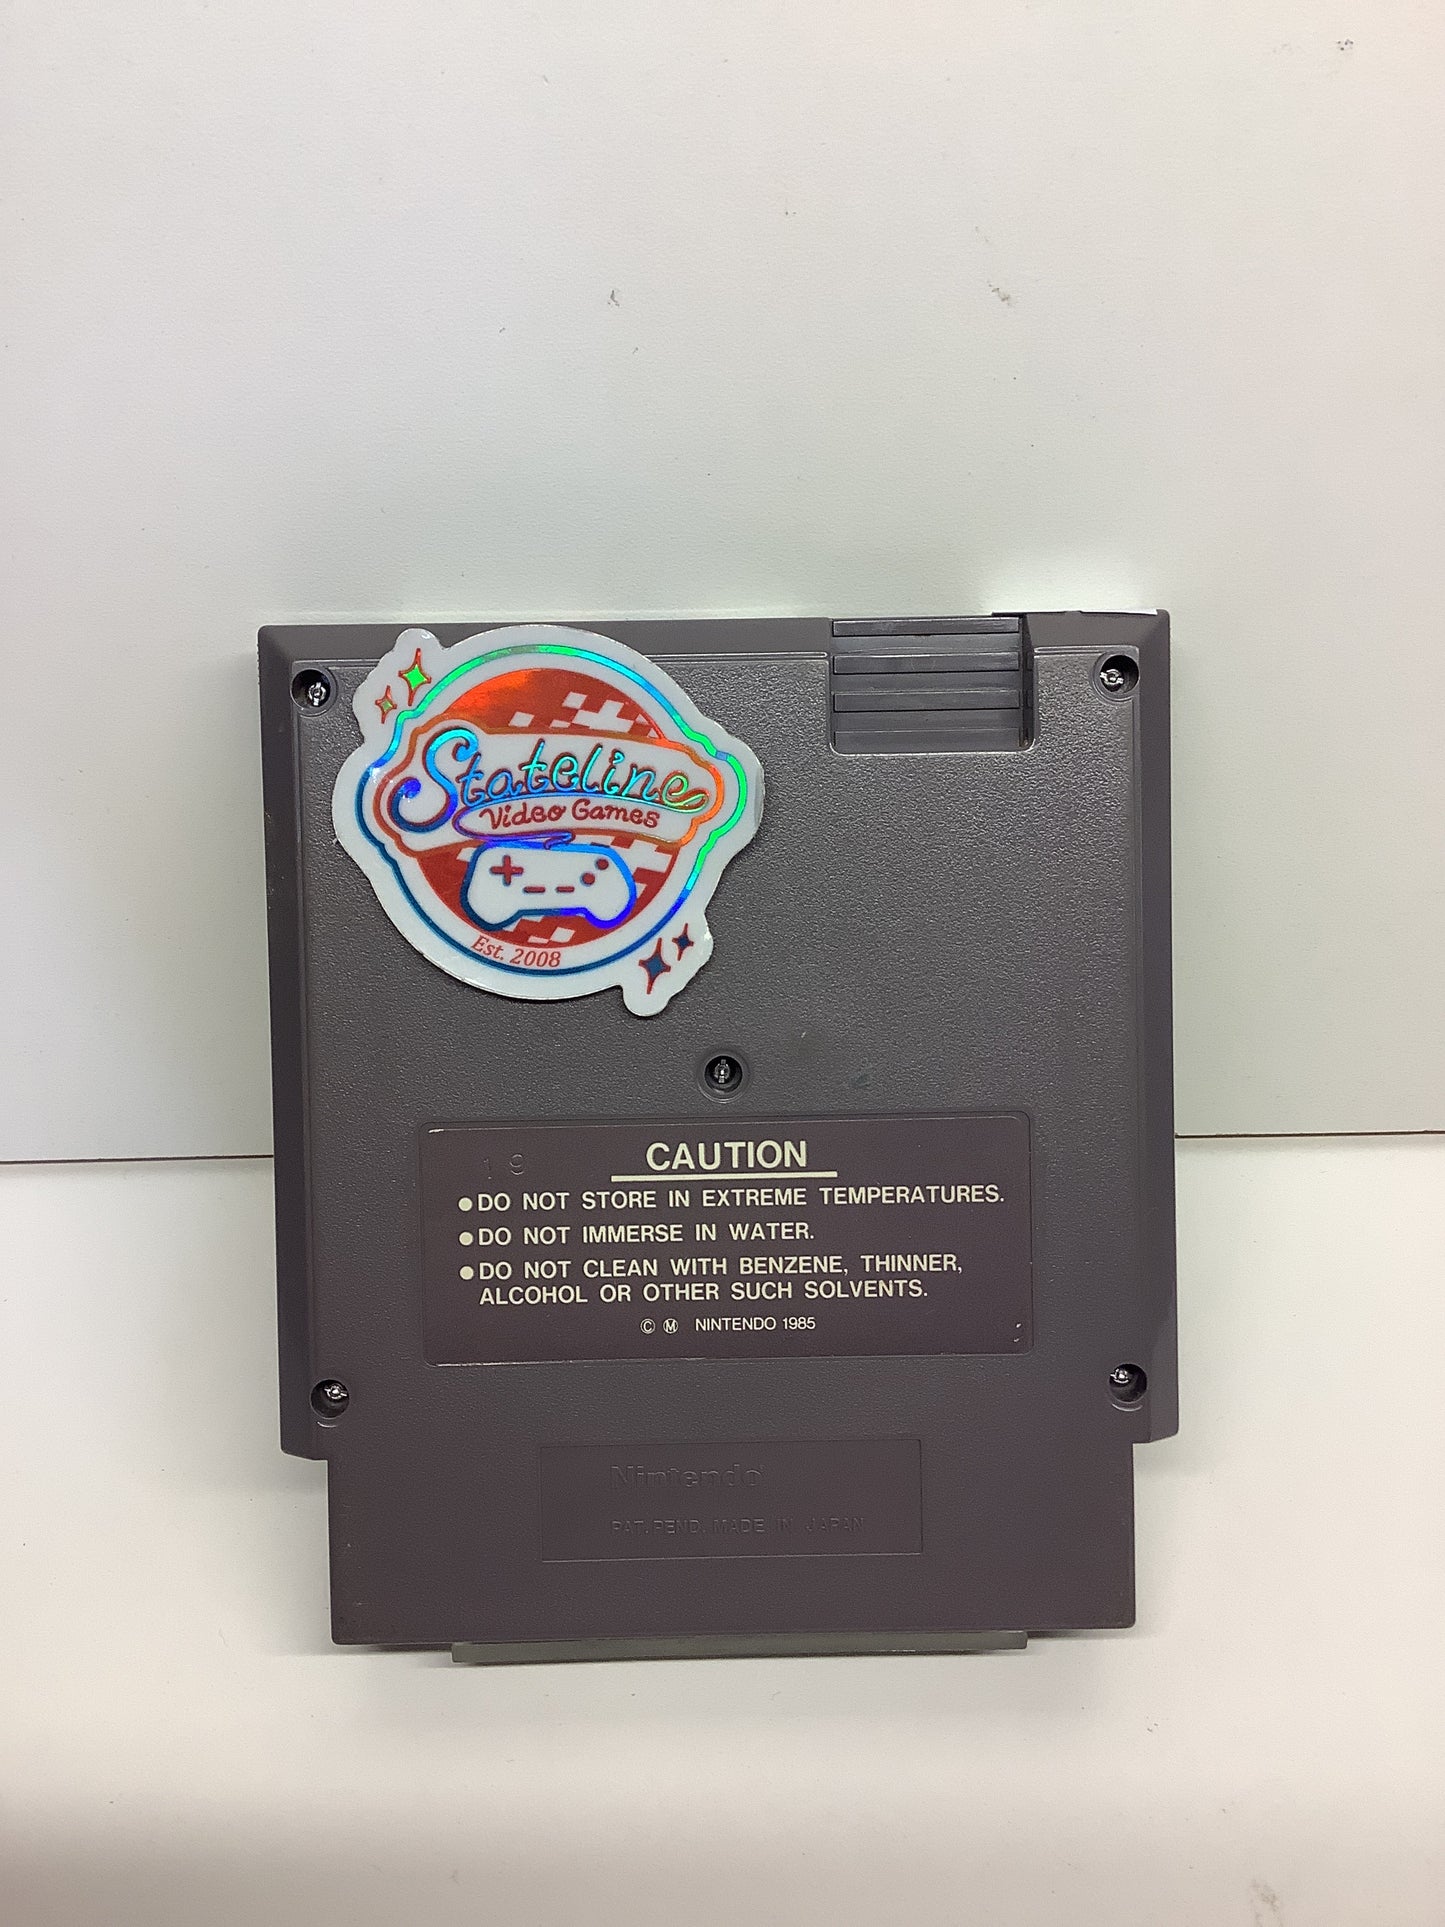 Stateline
Video Games
Est. 2008
19
CAUTION
● DO NOT STORE IN EXTREME TEMPERATURES.
● DO NOT IMMERSE IN WATER.
● DO NOT CLEAN WITH BENZENE, THINNER,
ALCOHOL OR OTHER SUCH SOLVENTS.
© Ⓜ NINTENDO 1985
Nintendo
PAT. PEND. MADE IN JAPAN